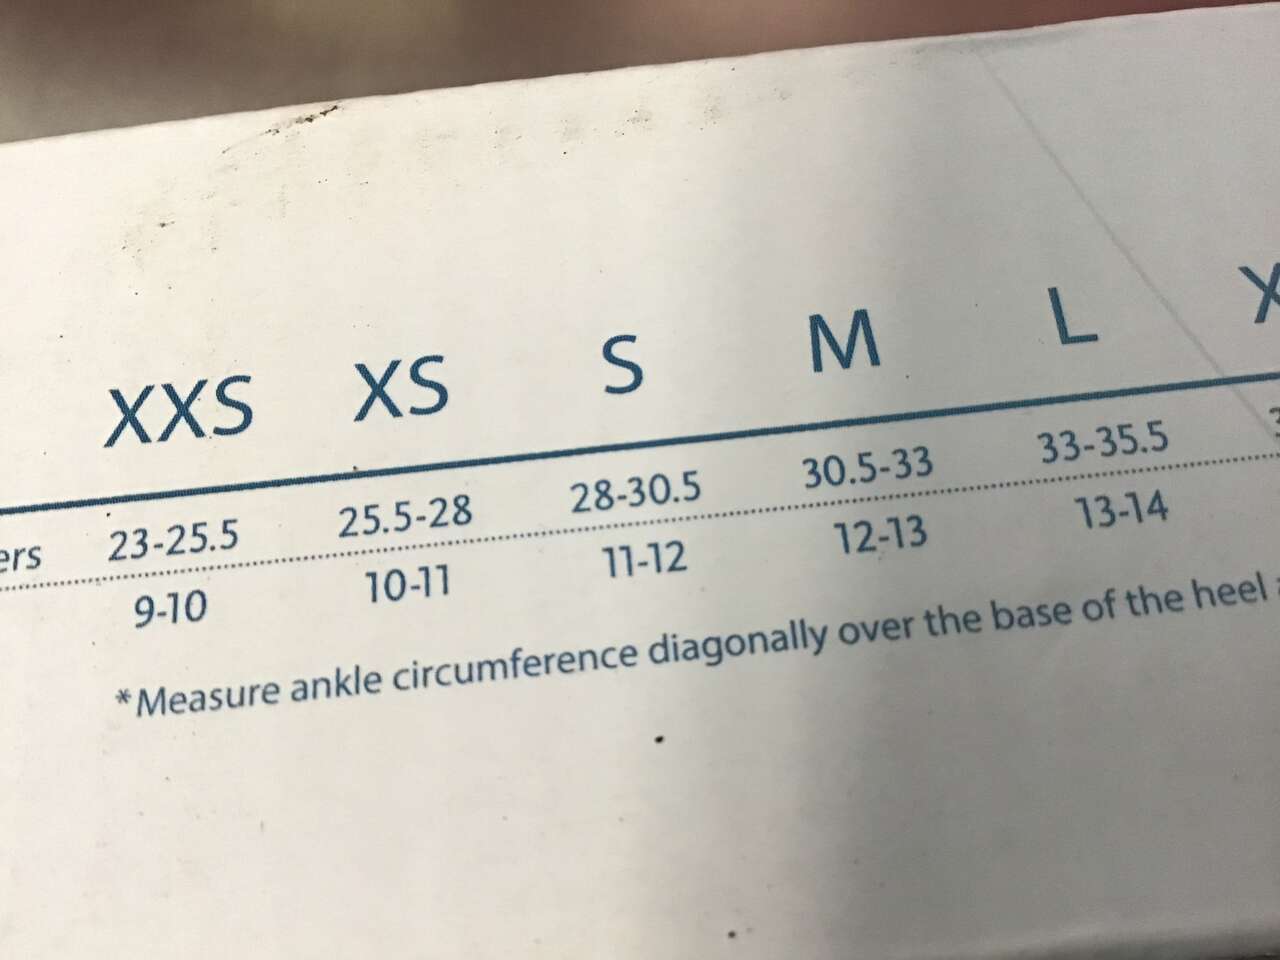 XXS XS S M L X
ers 23-25.5 25.5-28 28-30.5 30.5-33 33-35.5 3
9-10 10-11 11-12 12-13 13-14
*Measure ankle circumference diagonally over the base of the heel